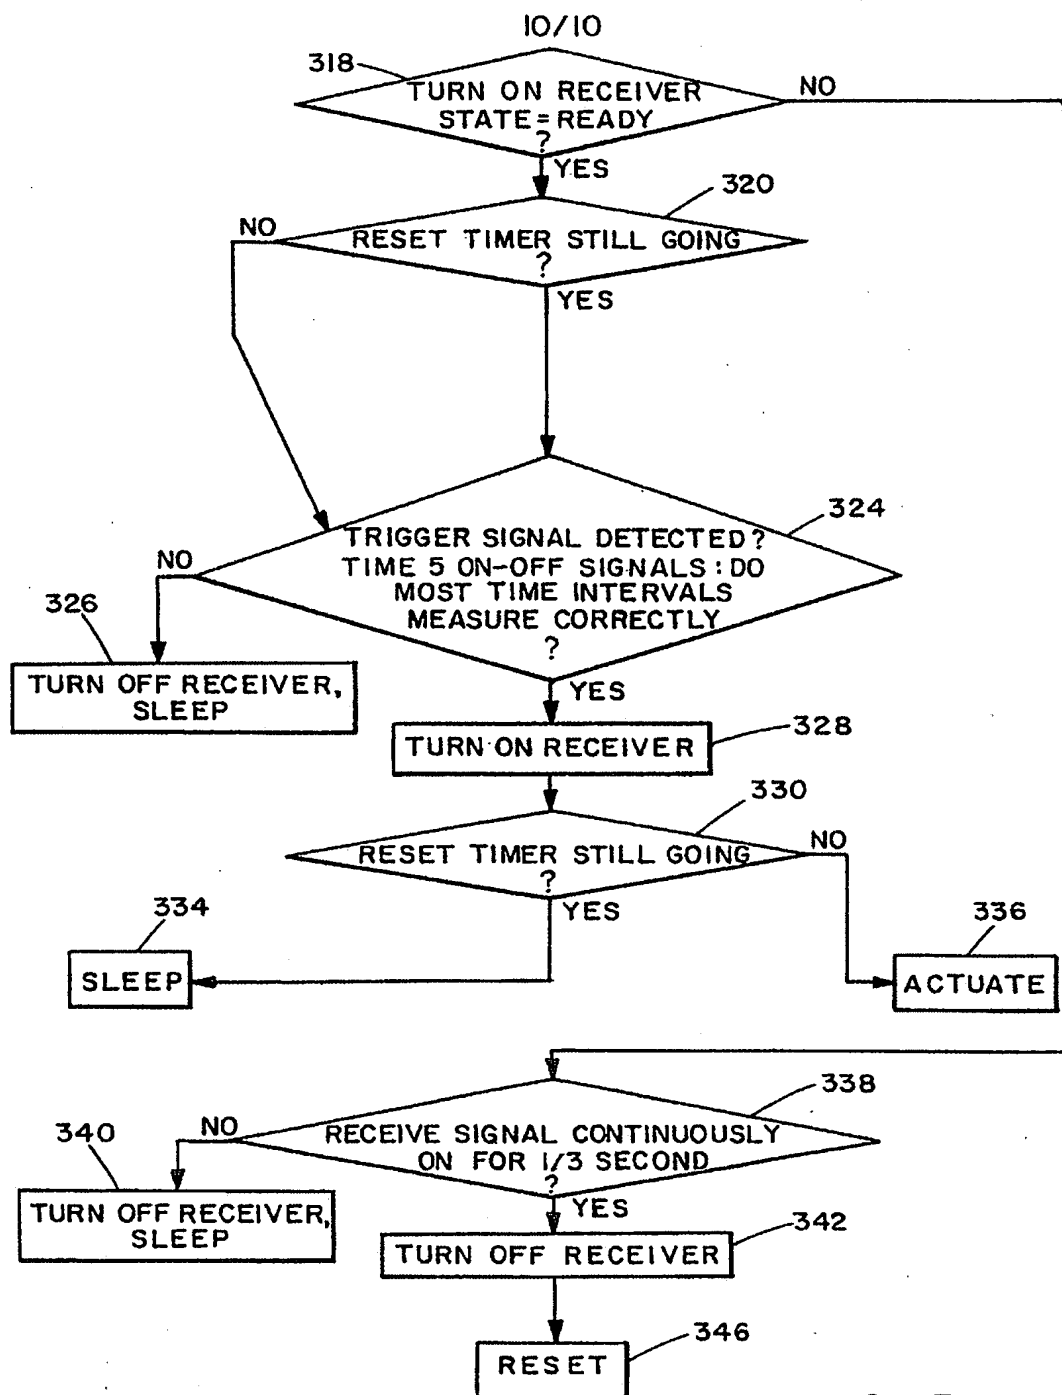 10/10
318
TURN ON RECEIVER
STATE=READY
?
NO
YES
320
NO
RESET TIMER STILL GOING
?
YES
324
TRIGGER SIGNAL DETECTED?
TIME 5 ON-OFF SIGNALS: DO
MOST TIME INTERVALS
MEASURE CORRECTLY
?
NO
326
TURN OFF RECEIVER,
SLEEP
YES
328
TURN ON RECEIVER
330
RESET TIMER STILL GOING
?
NO
YES
334
SLEEP
336
ACTUATE
338
RECEIVE SIGNAL CONTINUOUSLY
ON FOR 1/3 SECOND
?
NO
340
TURN OFF RECEIVER,
SLEEP
YES
342
TURN OFF RECEIVER
346
RESET